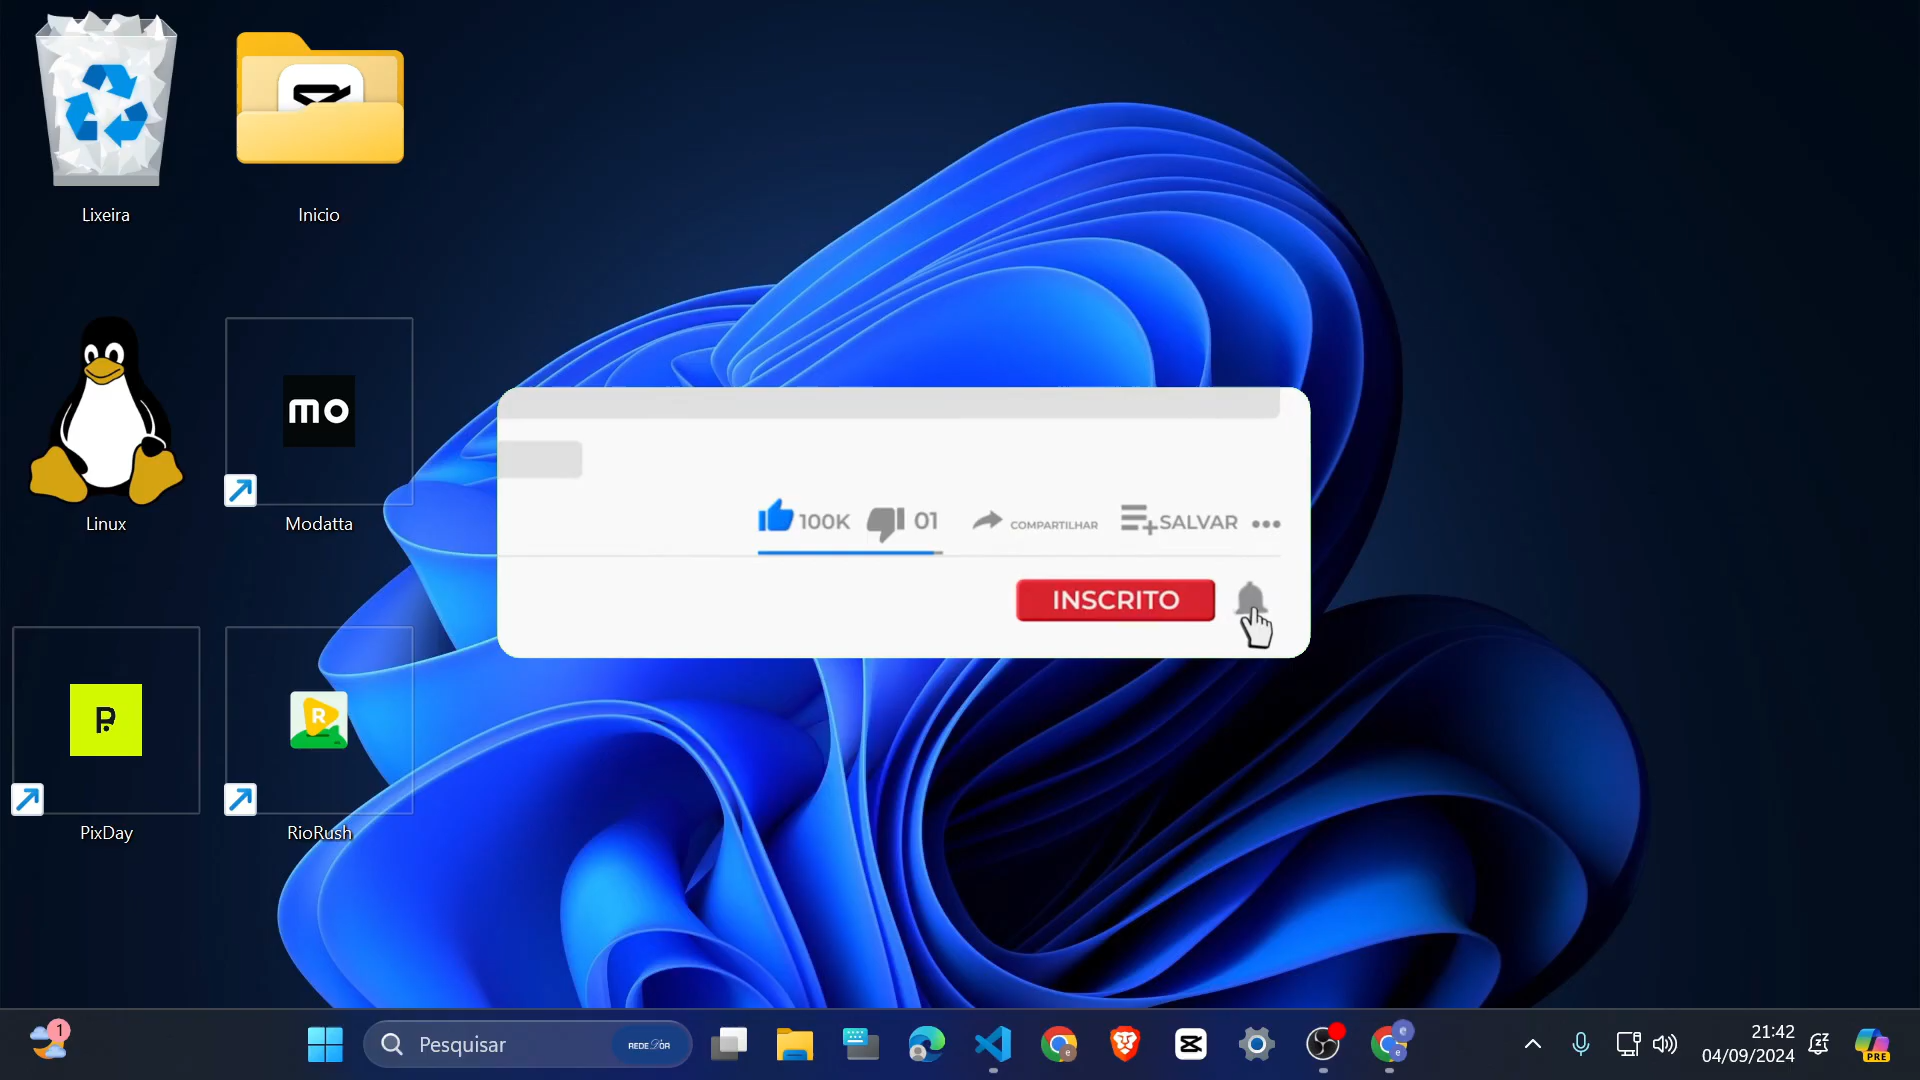 Lixeira
Inicio
mo
Linux
Modatta
R
PixDay
RioRush
100K 01 COMPARTILHAR SALVAR
INSCRITO
1
Pesquisar
REDE D'OR
e
e
e
21:42
04/09/2024
PRE